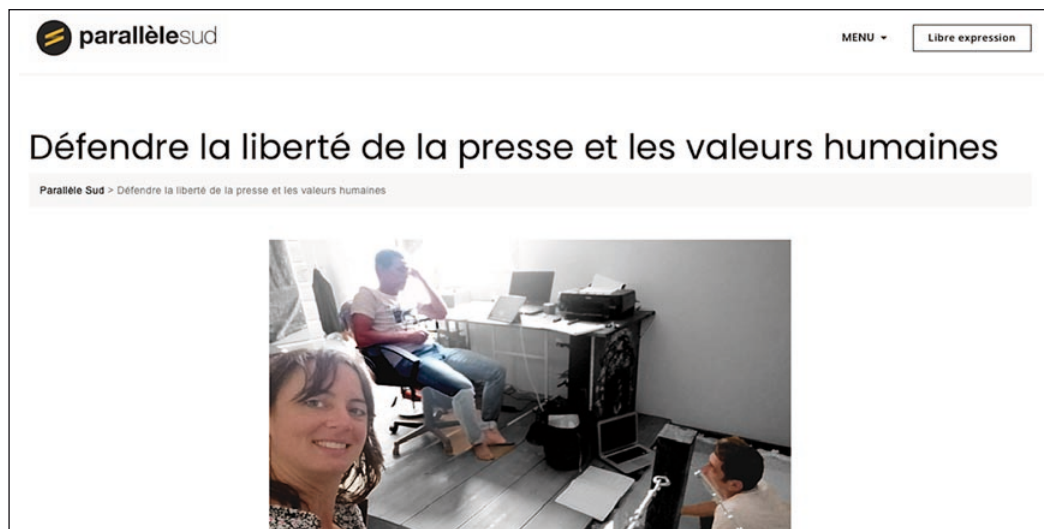 parallèlesud
MENU
Libre expression
Défendre la liberté de la presse et les valeurs humaines
Parallèle Sud > Défendre la liberté de la presse et les valeurs humaines